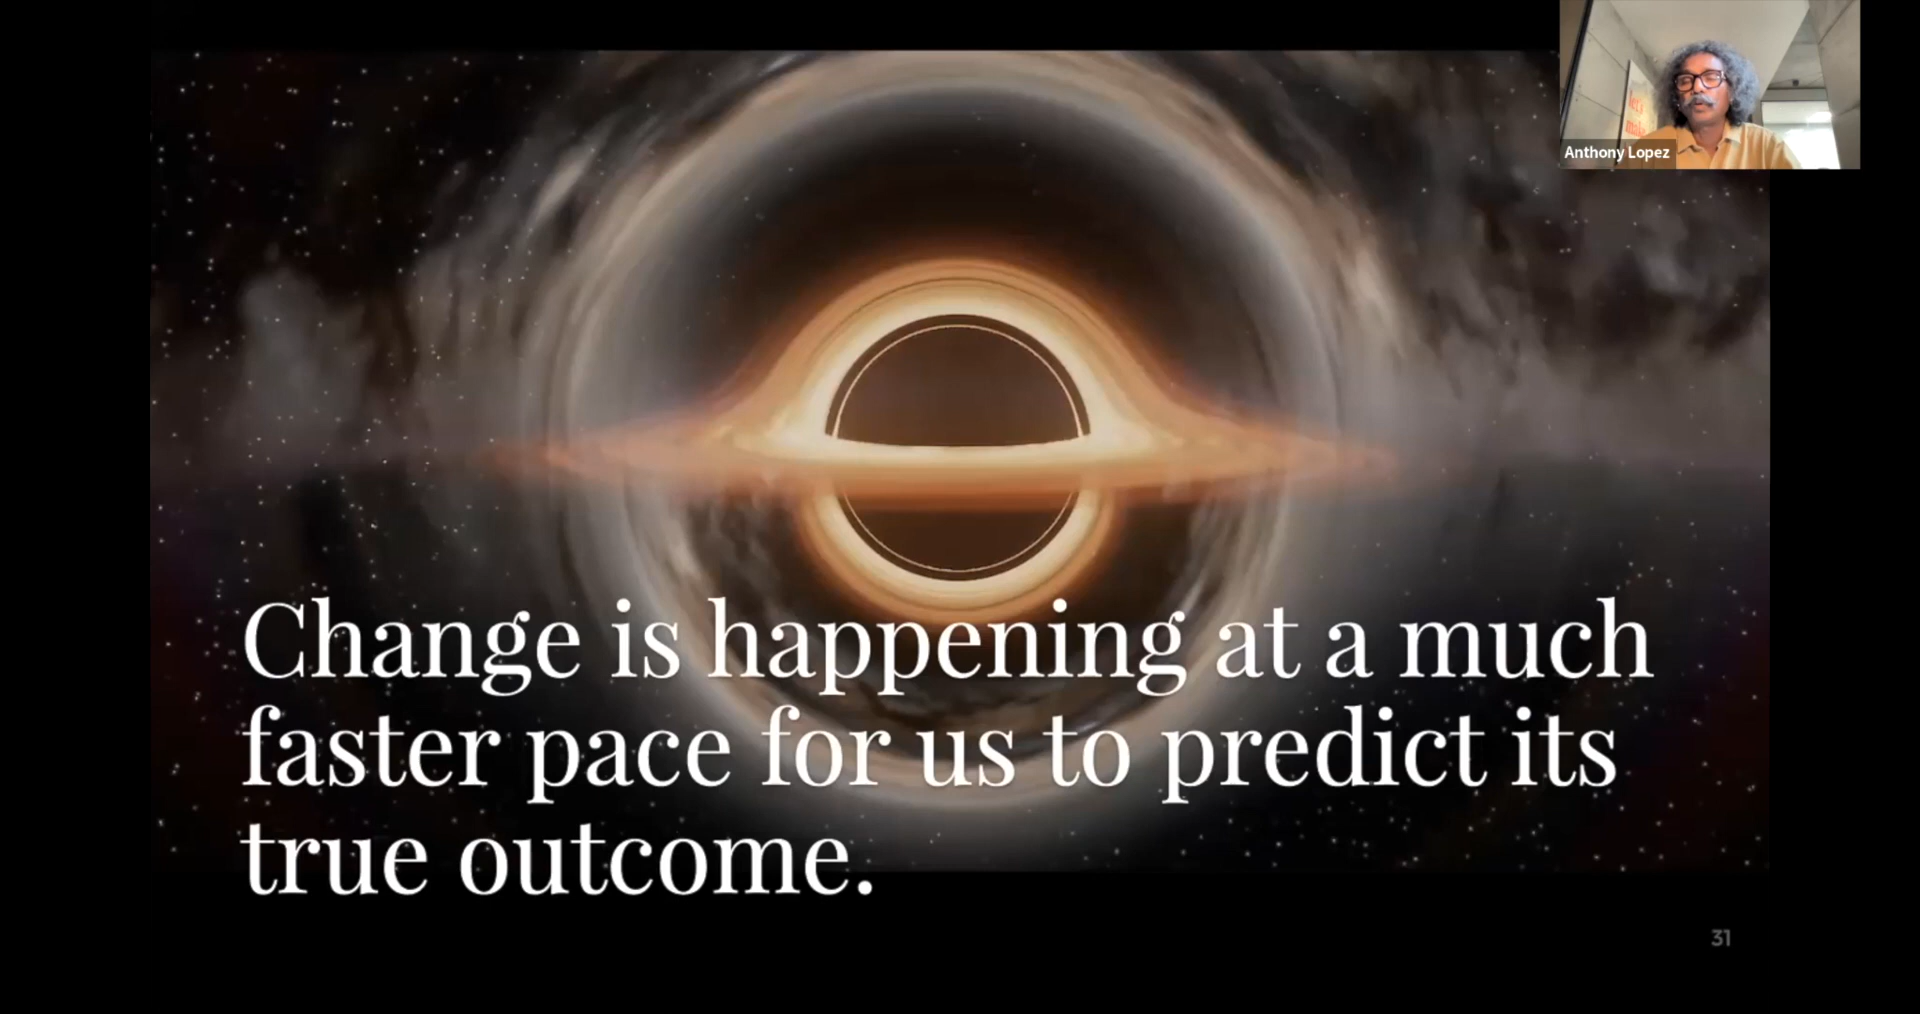 Anthony Lopez
Change is happening at a much
faster pace for us to predict its
true outcome.
31